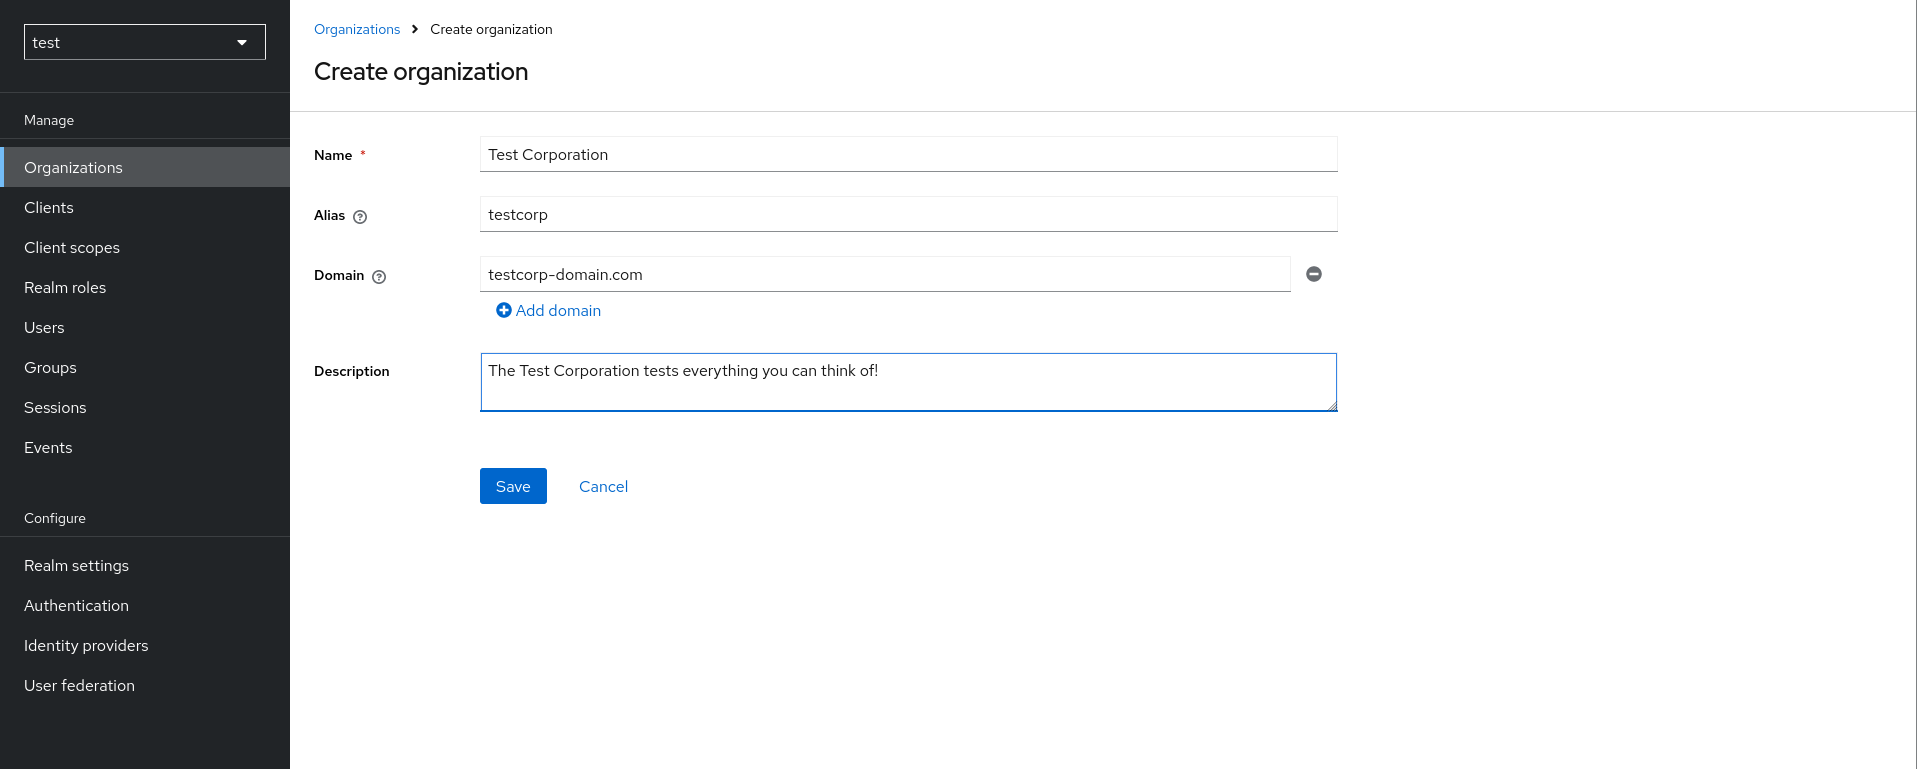 test
Manage
Organizations
Clients
Client scopes
Realm roles
Users
Groups
Sessions
Events
Configure
Realm settings
Authentication
Identity providers
User federation
Organizations > Create organization
Create organization
Name * Test Corporation
Alias ? testcorp
Domain ? testcorp-domain.com
Add domain
Description The Test Corporation tests everything you can think of!
Save Cancel